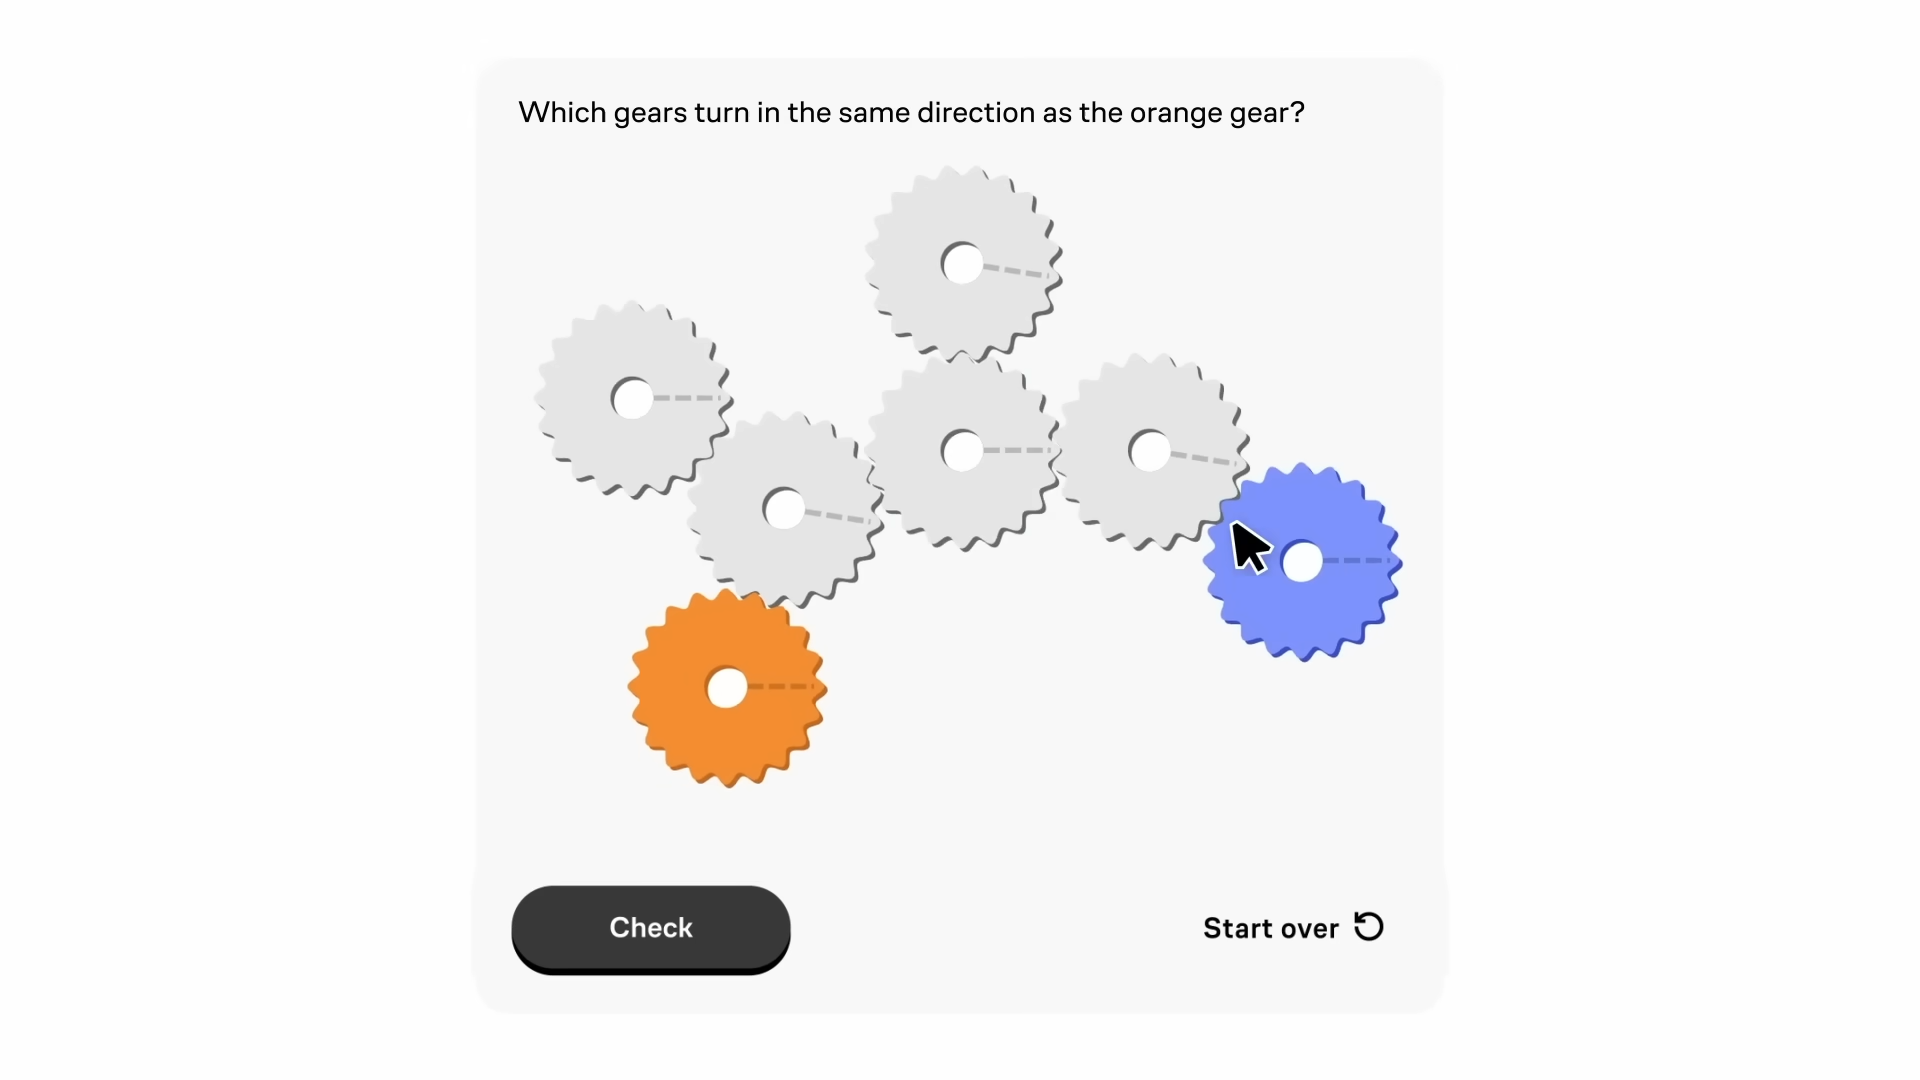 Which gears turn in the same direction as the orange gear?
Check
Start over